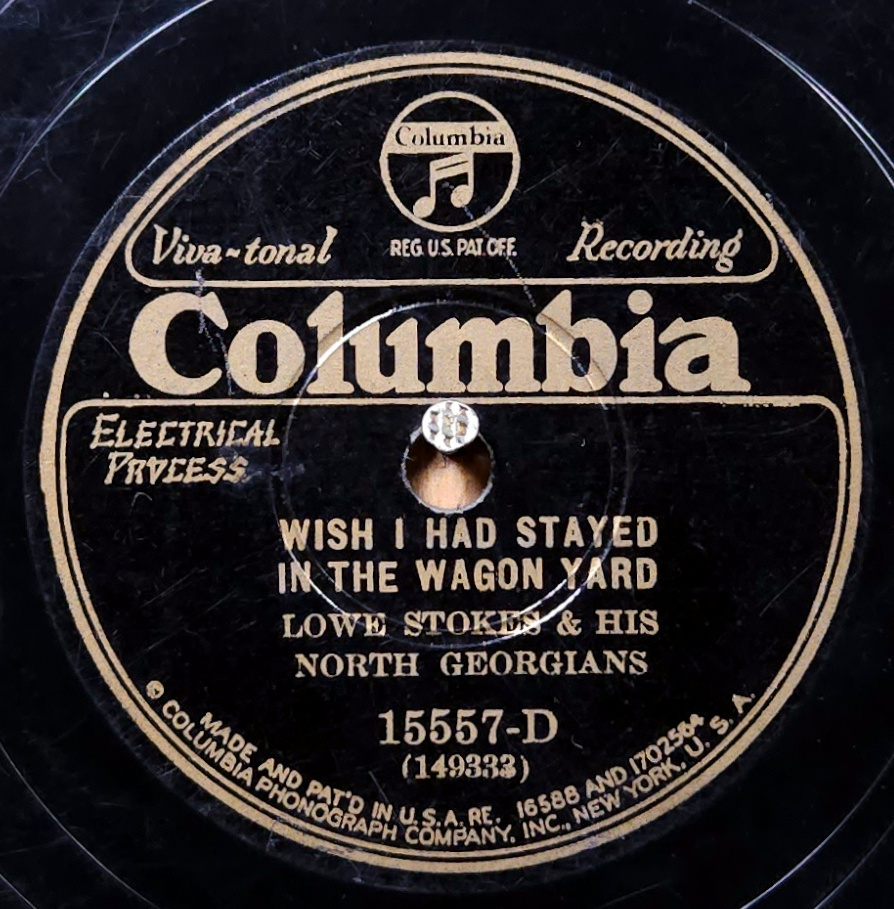 Columbia
Viva-tonal
REG. U.S. PAT. OFF.
Recording
Columbia
ELECTRICAL
PROCESS
WISH I HAD STAYED
IN THE WAGON YARD
LOWE STOKES & HIS
NORTH GEORGIANS
15557-D
(149333)
MADE AND PAT'D IN U.S.A. RE. 16588 AND 1702564
© COLUMBIA PHONOGRAPH COMPANY, INC., NEW YORK, U. S. A.